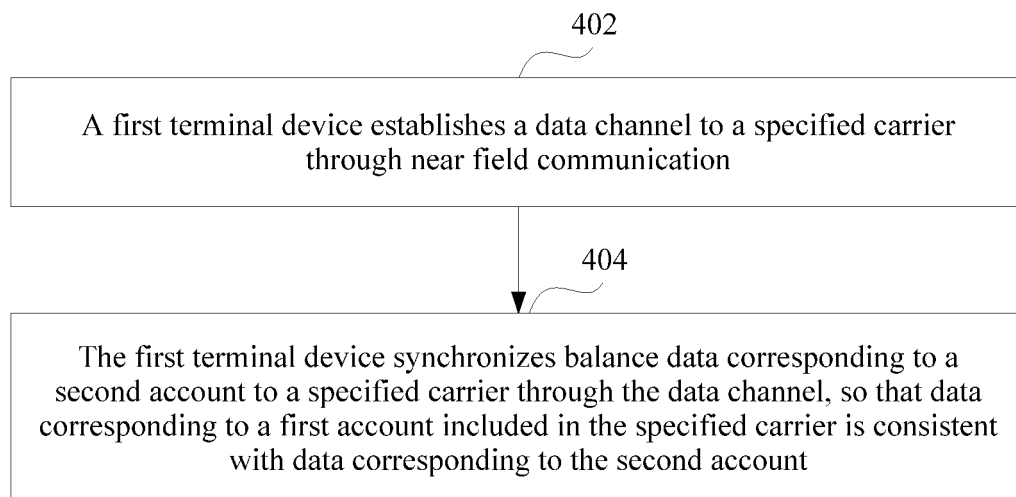 402
A first terminal device establishes a data channel to a specified carrier
through near field communication
404
The first terminal device synchronizes balance data corresponding to a
second account to a specified carrier through the data channel, so that data
corresponding to a first account included in the specified carrier is consistent
with data corresponding to the second account